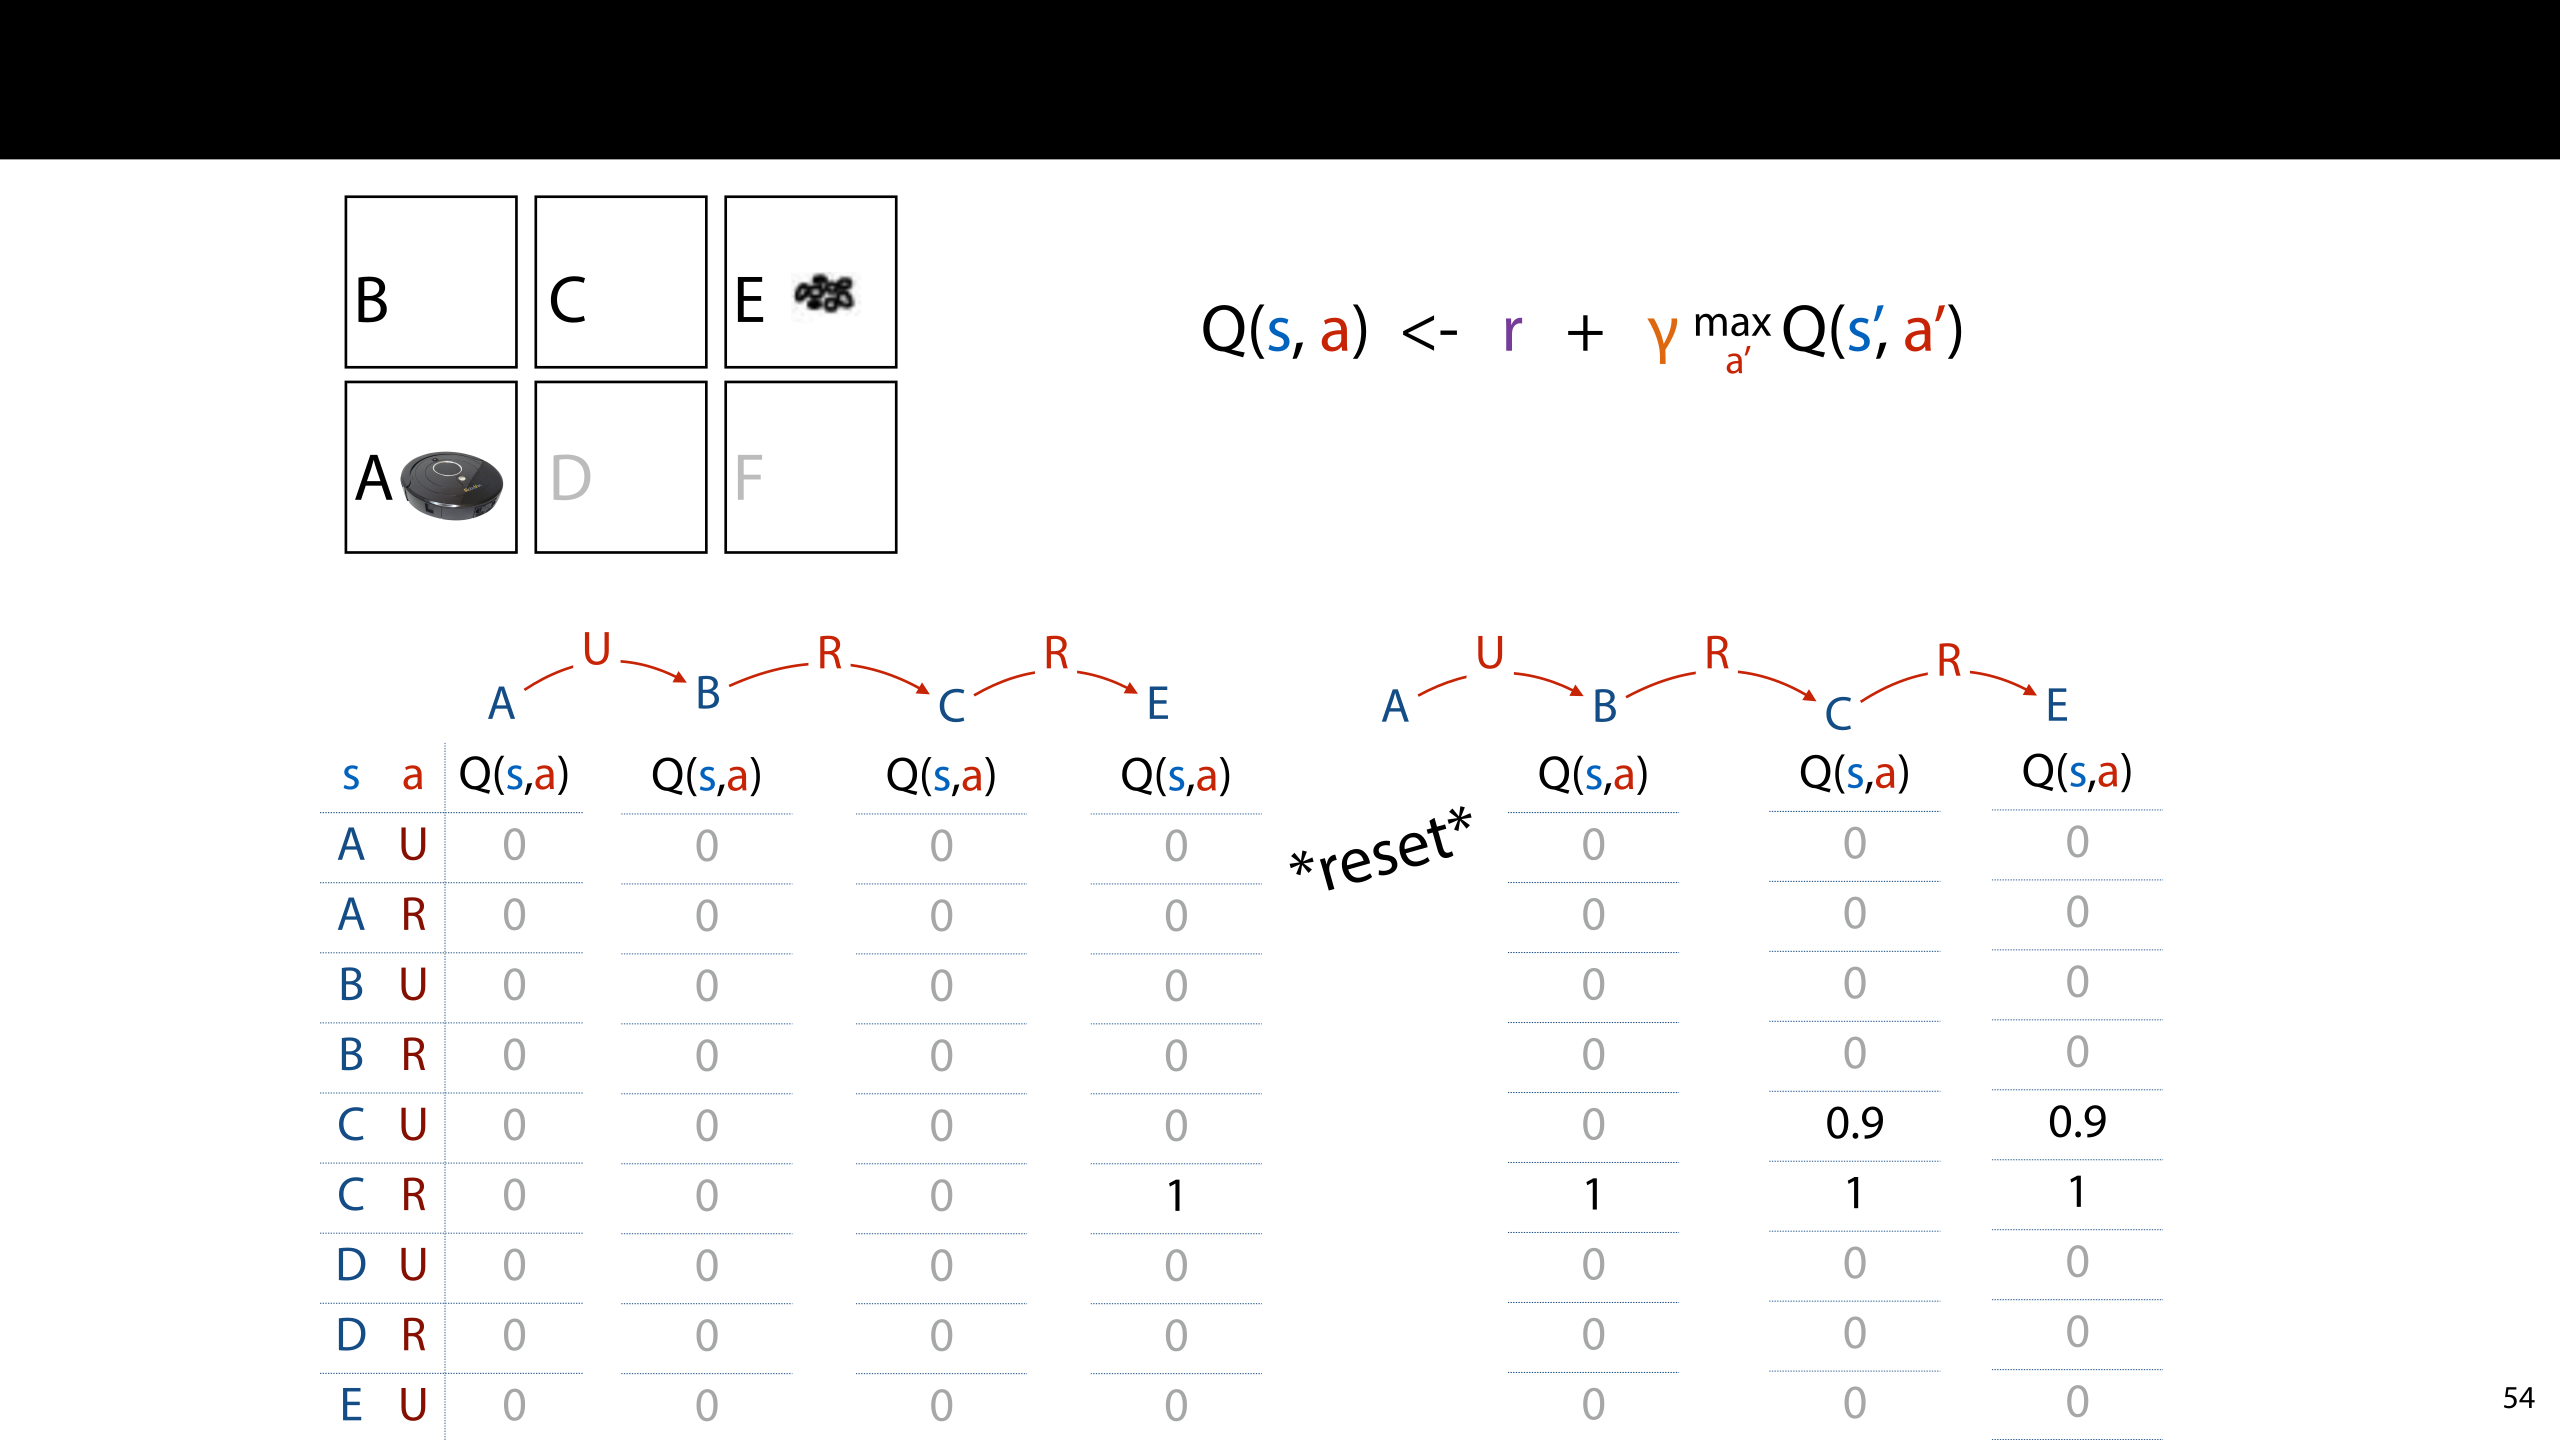 B C E
A D F
Q(s, a) <- r + γ max Q(s′, a′)
a′
U R R U R R
A B C E A B C E
s a Q(s,a) Q(s,a) Q(s,a) Q(s,a) Q(s,a) Q(s,a) Q(s,a)
*reset*
A U 0 0 0 0 0 0 0
A R 0 0 0 0 0 0 0
B U 0 0 0 0 0 0 0
B R 0 0 0 0 0 0 0
C U 0 0 0 0 0 0.9 0.9
C R 0 0 0 1 1 1 1
D U 0 0 0 0 0 0 0
D R 0 0 0 0 0 0 0
E U 0 0 0 0 0 0 0
54